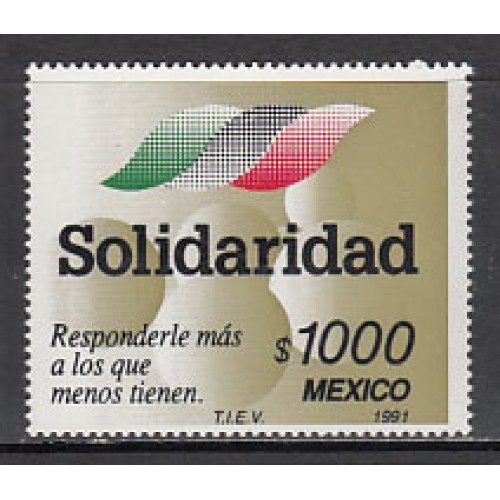 Solidaridad
Responderle más
a los que
menos tienen.
$1000
MEXICO
T.I.E.V.
1991